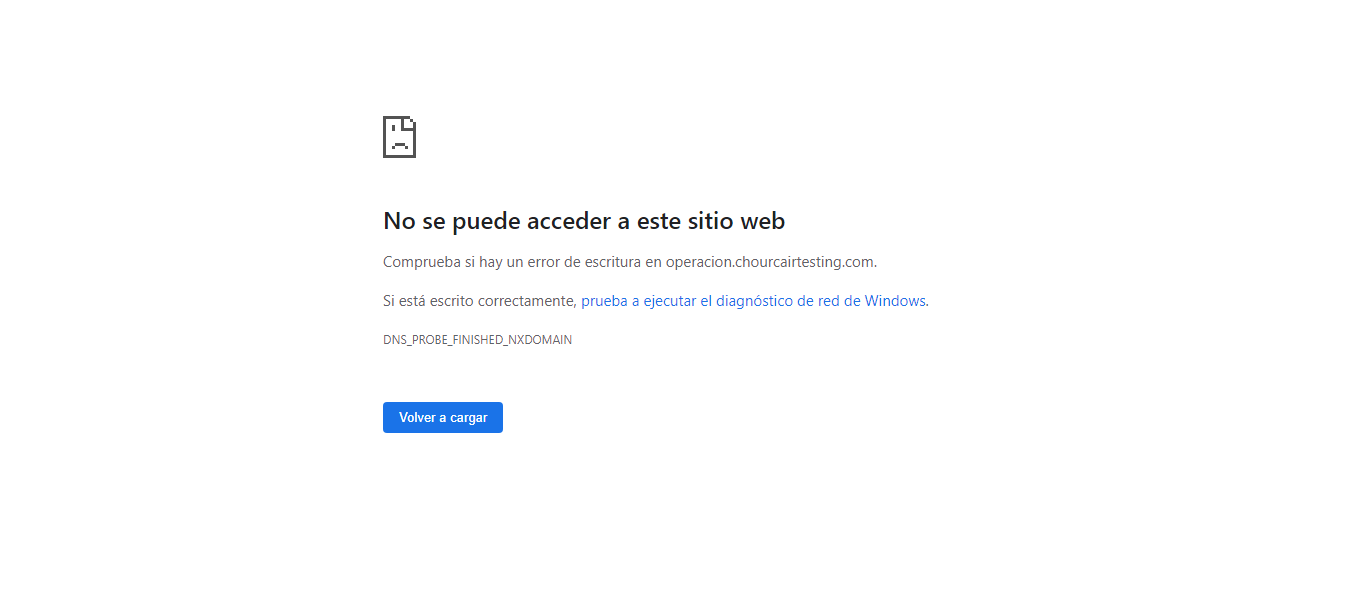 No se puede acceder a este sitio web
Comprueba si hay un error de escritura en operacion.chourcairtesting.com.
Si está escrito correctamente, prueba a ejecutar el diagnóstico de red de Windows.
DNS_PROBE_FINISHED_NXDOMAIN
Volver a cargar